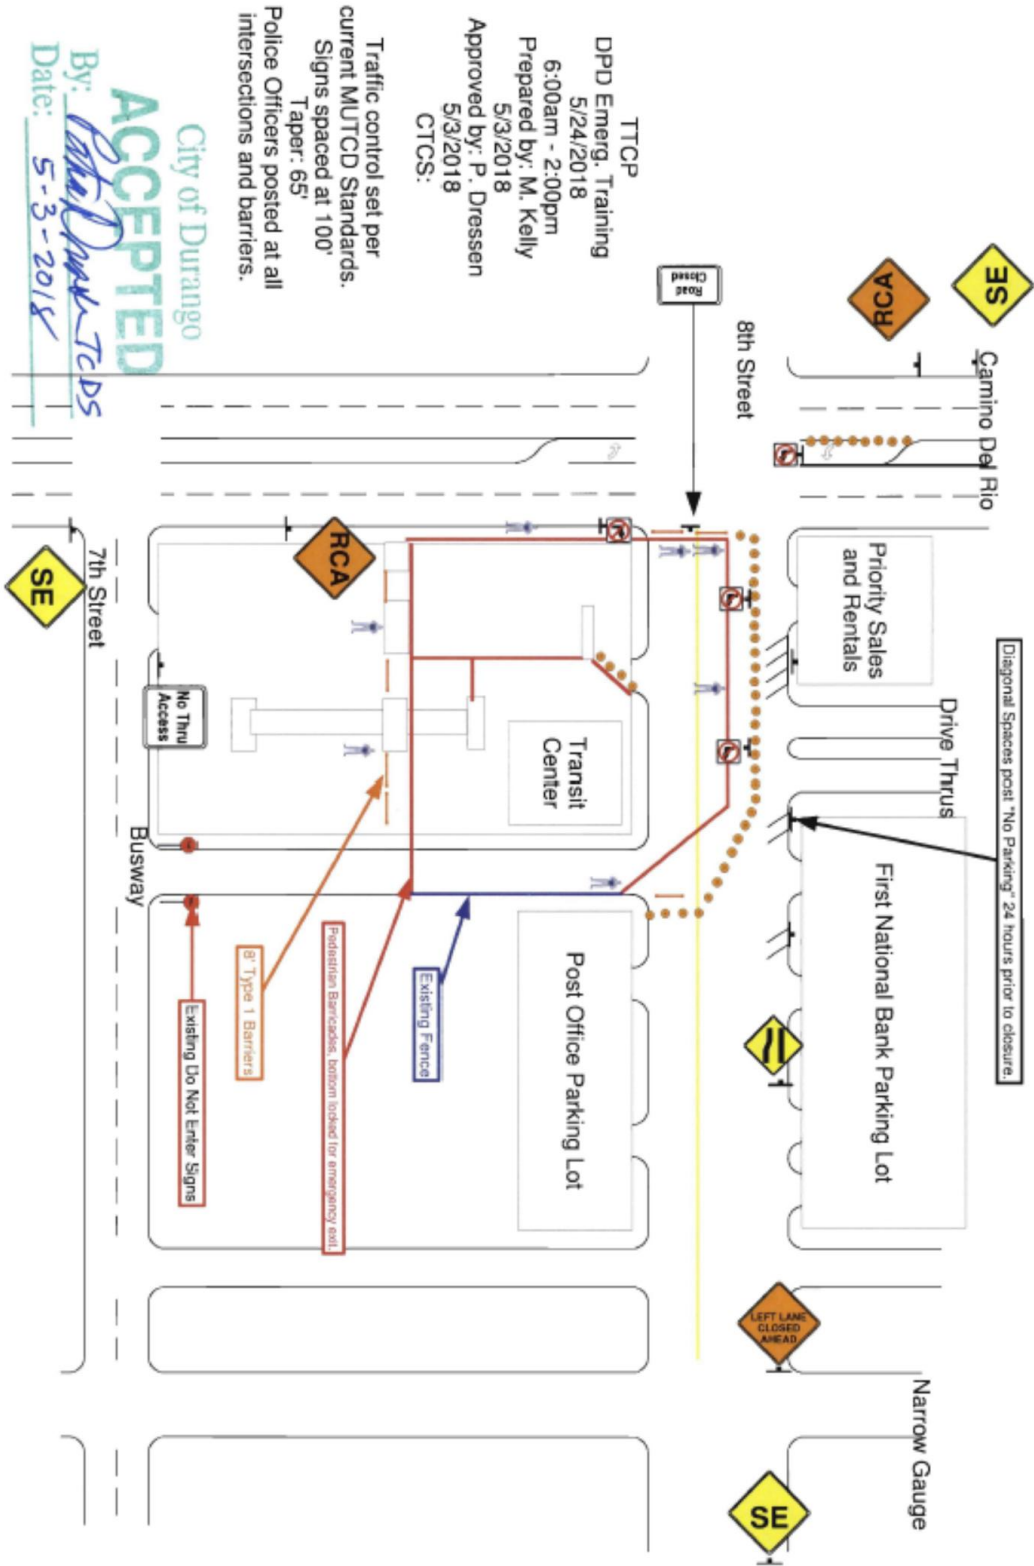 TTCP
DPD Emerg. Training
5/24/2018
6:00am - 2:00pm
Prepared by: M. Kelly
5/3/2018
Approved by: P. Dressen
5/3/2018
CTCS:
Traffic control set per
current MUTCD Standards.
Signs spaced at 100'
Taper: 65'
Police Officers posted at all
intersections and barriers.
City of Durango
ACCEPTED
By: TCDS
Date: 5-3-2018
SE
RCA
Camino Del Rio
Road
Closed
8th Street
Priority Sales
and Rentals
Drive Thrus
Diagonal Spaces post "No Parking" 24 hours prior to closure.
First National Bank Parking Lot
LEFT LANE
CLOSED
AHEAD
Narrow Gauge
SE
RCA
Transit
Center
Post Office Parking Lot
Existing Fence
Pedestrian Barricades, bottom locked for emergency exit.
8' Type 1 Barriers
Existing Do Not Enter Signs
No Thru
Access
Busway
7th Street
SE